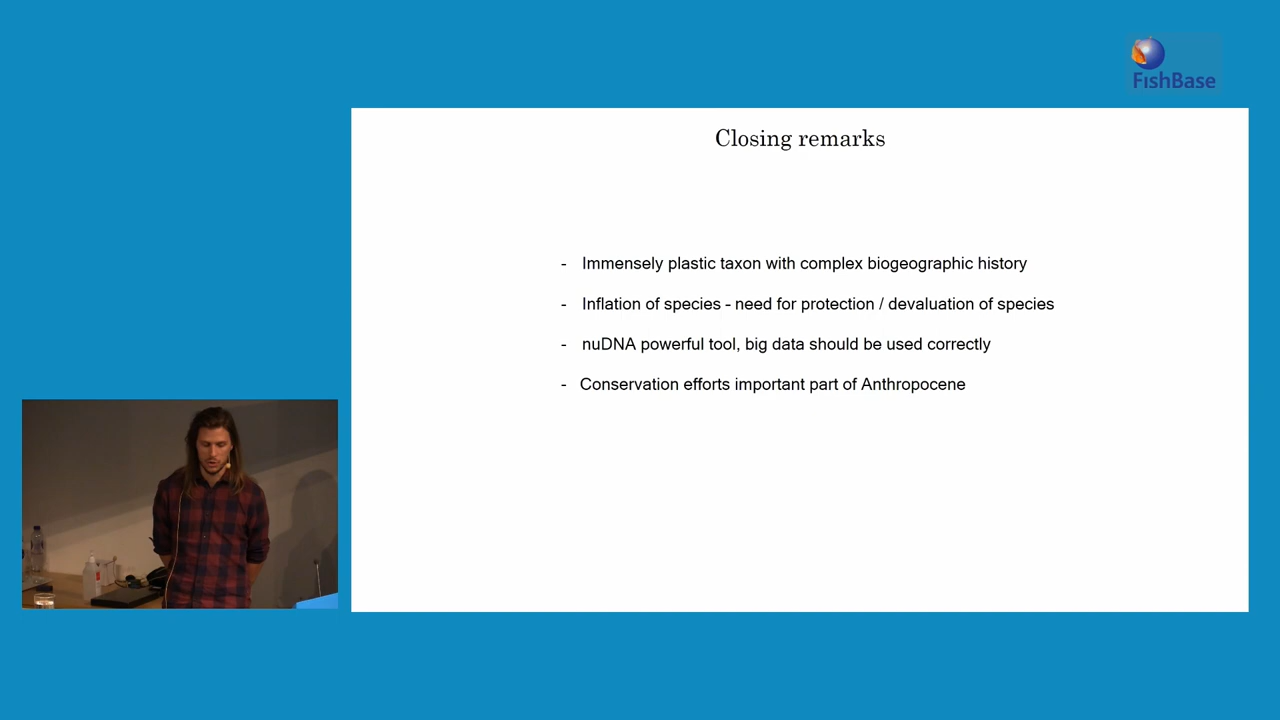 FishBase
Closing remarks
- Immensely plastic taxon with complex biogeographic history
- Inflation of species - need for protection / devaluation of species
- nuDNA powerful tool, big data should be used correctly
- Conservation efforts important part of Anthropocene